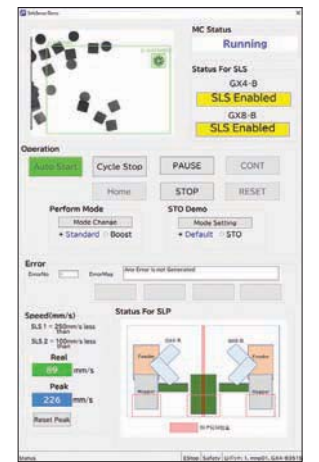 MC Status
Running
Status For SLS
GX4-B
SLS Enabled
GX8-B
SLS Enabled
Operation
Auto Start
Cycle Stop
PAUSE
CONT
Home
STOP
RESET
Perform Mode
STO Demo
Mode Change
Mode Setting
Standard
Boost
Default
STO
Error
ErrorNo
ErrorMsg
Any Error is not Generated
Speed(mm/s)
Status For SLP
SLS 1 = 250mm/s less
than
SLS 2 = 100mm/s less
than
Reel
89 mm/s
Peak
226 mm/s
Reset Peak
GX4-B
GX8-B
Feeder
Feeder
Hopper
Hopper
Status
EStop
Safety